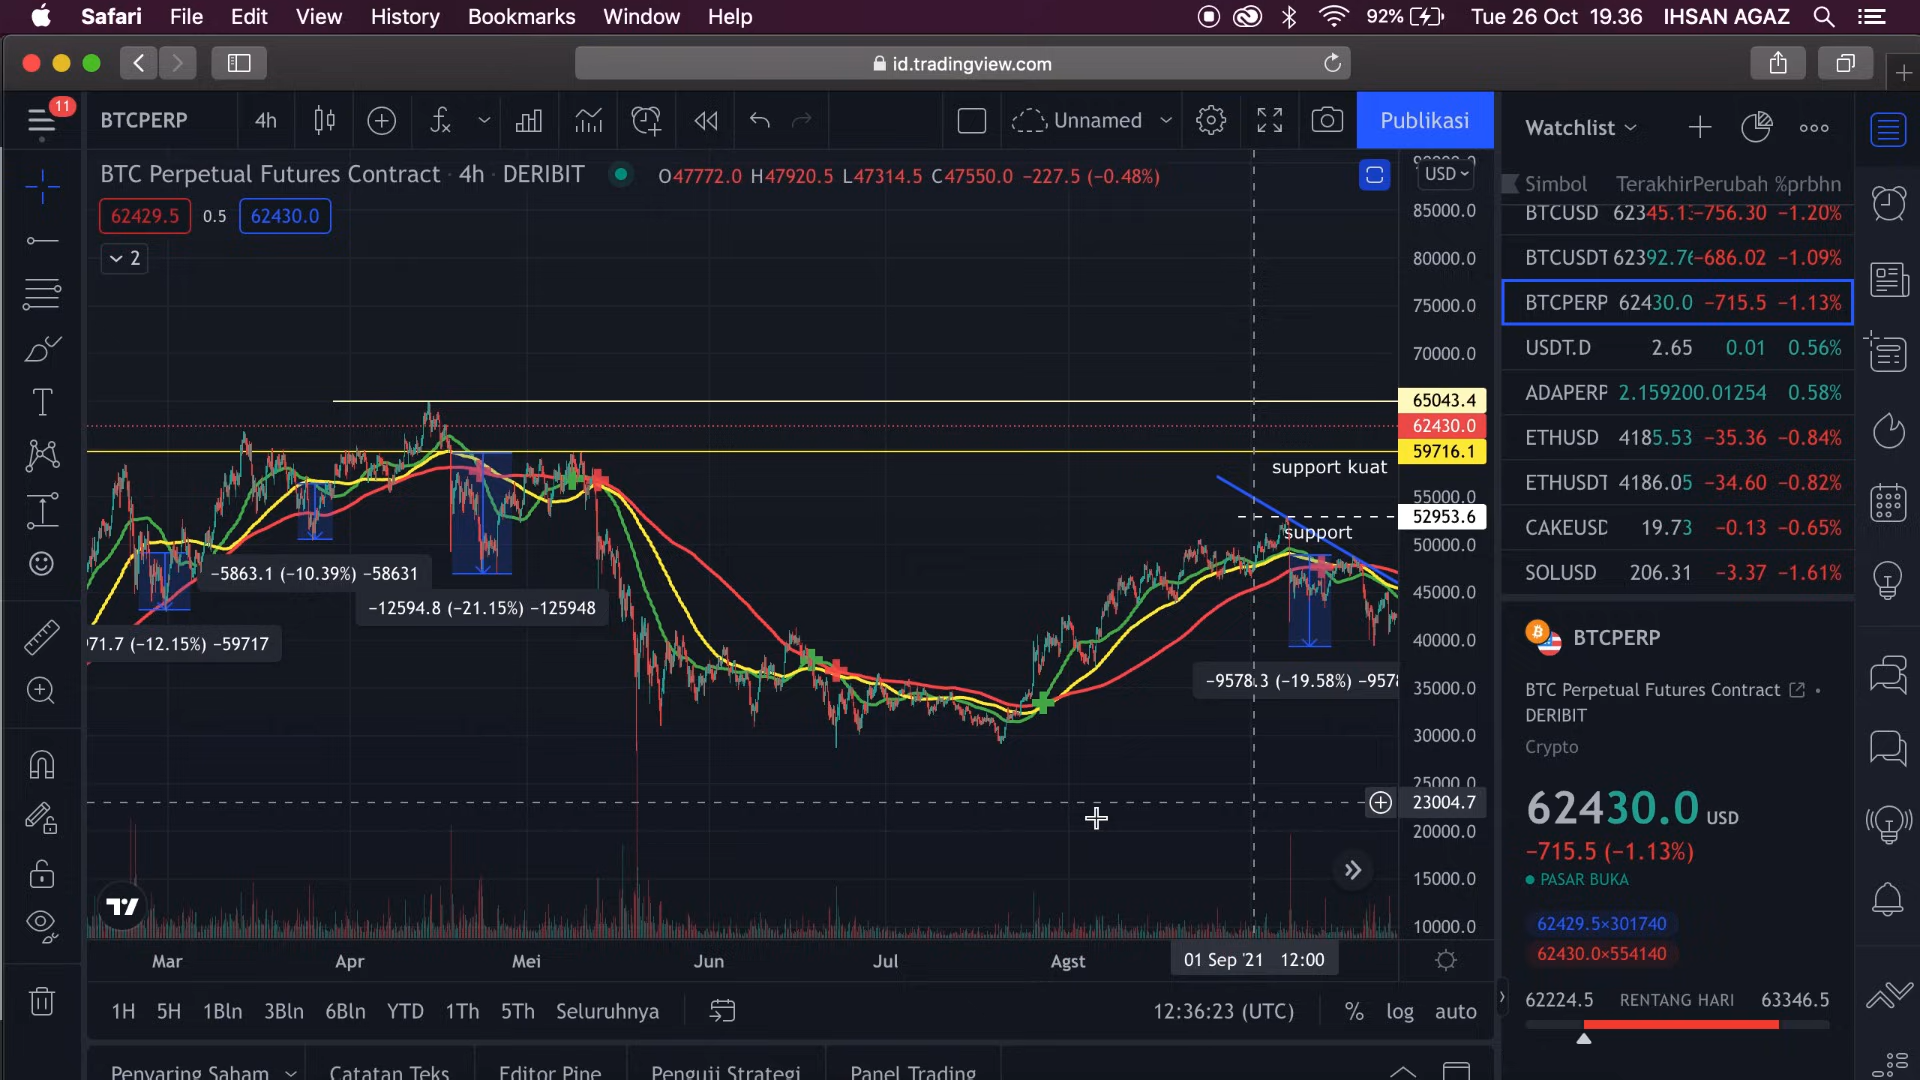 Safari File Edit View History Bookmarks Window Help 92% Tue 26 Oct 19.36 IHSAN AGAZ
id.tradingview.com
11
BTCPERP 4h Unnamed Publikasi
BTC Perpetual Futures Contract · 4h · DERIBIT O47772.0 H47920.5 L47314.5 C47550.0 −227.5 (−0.48%)
62429.5 0.5 62430.0
2
USD
85000.0
80000.0
75000.0
70000.0
65043.4
62430.0
59716.1
support kuat
55000.0
52953.6
support
50000.0
45000.0
40000.0
35000.0
30000.0
25000.0
23004.7
20000.0
15000.0
10000.0
−5863.1 (−10.39%) −58631
−12594.8 (−21.15%) −125948
971.7 (−12.15%) −59717
−9578.3 (−19.58%) −957
Mar Apr Mei Jun Jul Agst 01 Sep '21 12:00
1H 5H 1Bln 3Bln 6Bln YTD 1Th 5Th Seluruhnya 12:36:23 (UTC) % log auto
Penyaring Saham Catatan Teks Editor Pine Penguji Strategi Panel Trading
Watchlist
Simbol Terakhir Perubah %prbhn
BTCUSD 62345.1 −756.30 −1.20%
BTCUSDT 62392.76 −686.02 −1.09%
BTCPERP 62430.0 −715.5 −1.13%
USDT.D 2.65 0.01 0.56%
ADAPERP 2.15920 0.01254 0.58%
ETHUSD 4185.53 −35.36 −0.84%
ETHUSDT 4186.05 −34.60 −0.82%
CAKEUSD 19.73 −0.13 −0.65%
SOLUSD 206.31 −3.37 −1.61%
BTCPERP
BTC Perpetual Futures Contract ·
DERIBIT
Crypto
62430.0 USD
−715.5 (−1.13%)
PASAR BUKA
62429.5×301740
62430.0×554140
62224.5 RENTANG HARI 63346.5